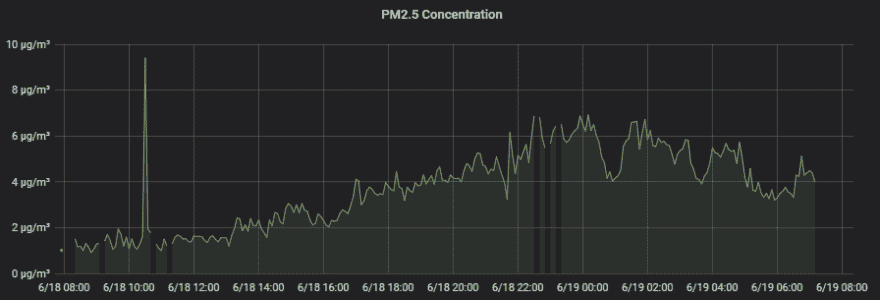 PM2.5 Concentration
10 µg/m³
8 µg/m³
6 µg/m³
4 µg/m³
2 µg/m³
0 µg/m³
6/18 08:00 6/18 10:00 6/18 12:00 6/18 14:00 6/18 16:00 6/18 18:00 6/18 20:00 6/18 22:00 6/19 00:00 6/19 02:00 6/19 04:00 6/19 06:00 6/19 08:00